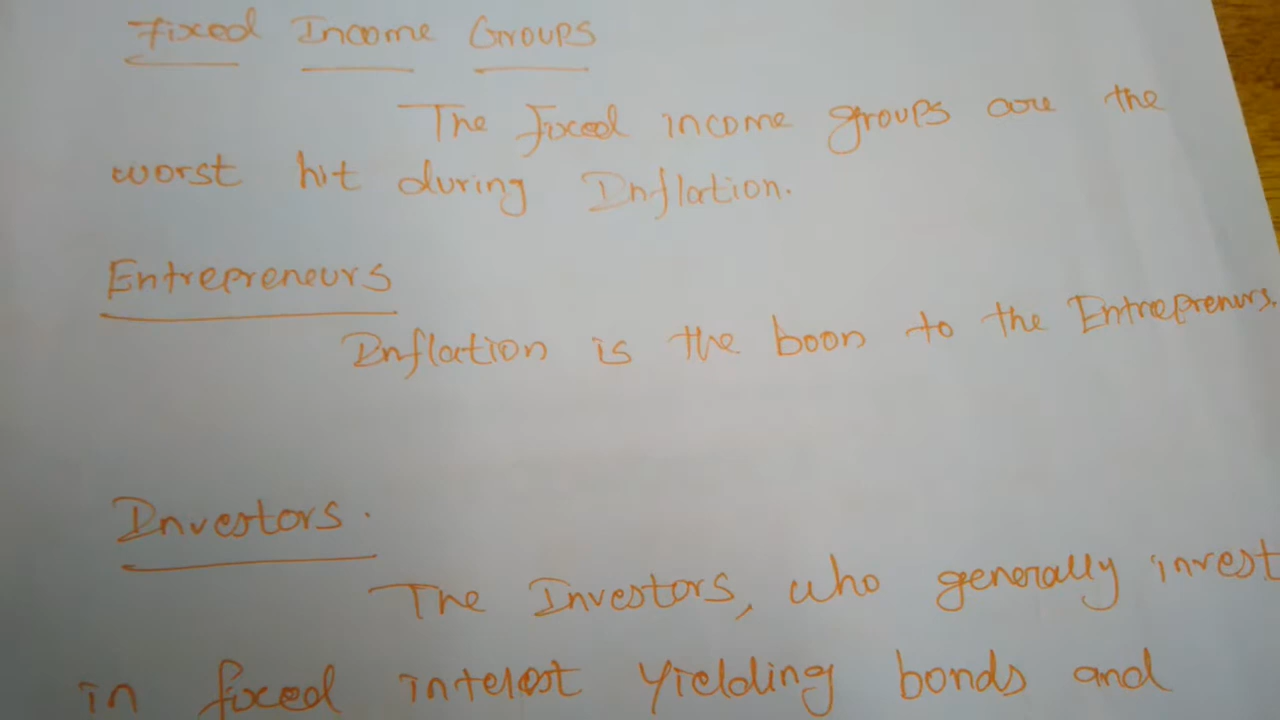 Fixed Income Groups
The fixed income groups are the
worst hit during Inflation.
Entrepreneurs
Inflation is the boon to the Entreprenurs.
Investors.
The Investors, who generally invest
in fixed interest yielding bonds and